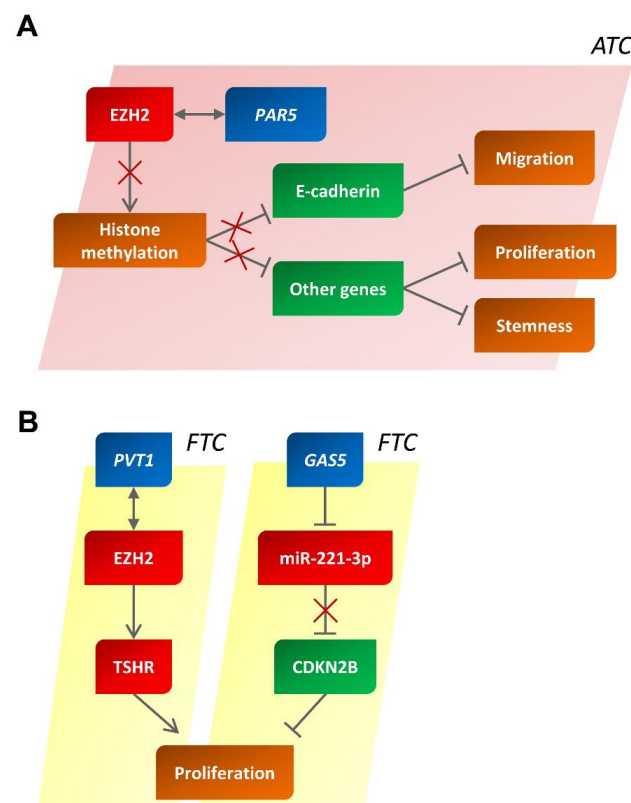 A
ATC
EZH2
PAR5
E-cadherin
Migration
Histone
methylation
Other genes
Proliferation
Stemness
B
PVT1
FTC
GAS5
FTC
EZH2
miR-221-3p
TSHR
CDKN2B
Proliferation